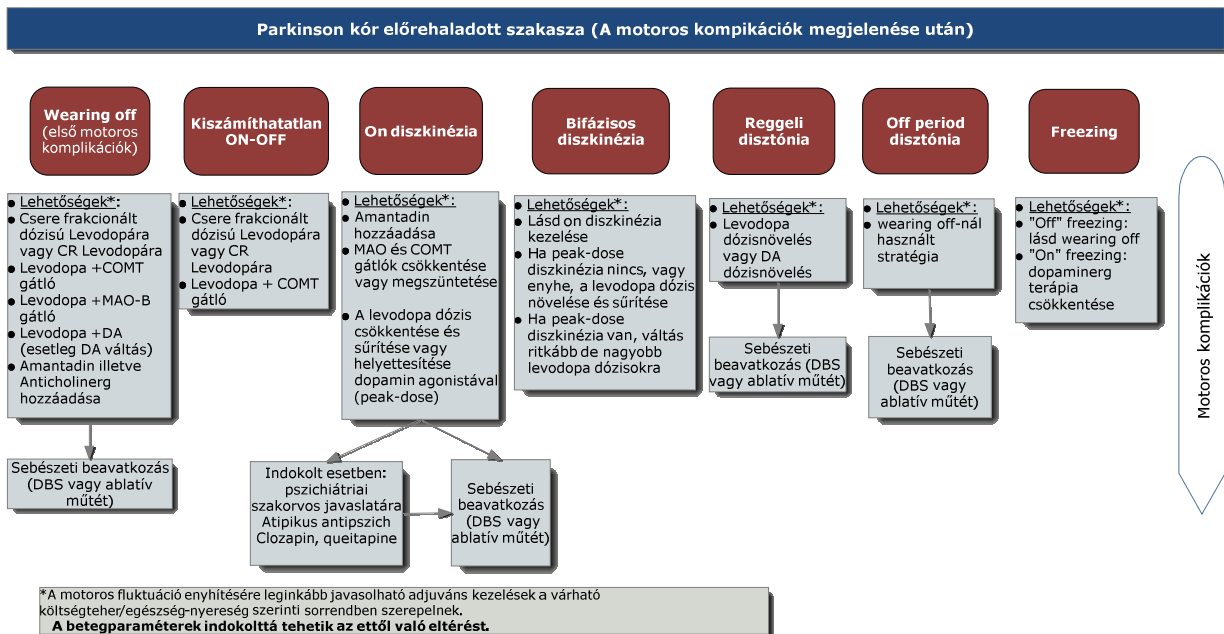 Parkinson kór előrehaladott szakasza (A motoros kompikációk megjelenése után)
Wearing off
(első motoros
komplikációk)
Kiszámíthatatlan
ON-OFF
On diszkinézia
Bifázisos
diszkinézia
Reggeli
disztónia
Off period
disztónia
Freezing
● Lehetőségek*:
● Csere frakcionált
dózisú Levodopára
vagy CR Levodopára
● Levodopa +COMT
gátló
● Levodopa +MAO-B
gátló
● Levodopa +DA
(esetleg DA váltás)
● Amantadin illetve
Anticholinerg
hozzáadása
Sebészeti beavatkozás
(DBS vagy ablatív
műtét)
● Lehetőségek*:
● Csere frakcionált
dózisú Levodopára
vagy CR
Levodopára
● Levodopa + COMT
gátló
● Lehetőségek*:
● Amantadin
hozzáadása
● MAO és COMT
gátlók csökkentése
vagy megszüntetése
● A levodopa dózis
csökkentése és
sűrítése vagy
helyettesítése
dopamin agonistával
(peak-dose)
Indokolt esetben:
pszichiátriai
szakorvos javaslatára
Atipikus antipszich
Clozapin, queitapine
Sebészeti
beavatkozás
(DBS vagy
ablatív műtét)
● Lehetőségek*:
● Lásd on diszkinézia
kezelése
● Ha peak-dose
diszkinézia nincs, vagy
enyhe, a levodopa dózis
növelése és sűrítése
● Ha peak-dose
diszkinézia van, váltás
ritkább de nagyobb
levodopa dózisokra
● Lehetőségek*:
● Levodopa
dózisnövelés
vagy DA
dózisnövelés
Sebészeti
beavatkozás (DBS
vagy ablatív műtét)
● Lehetőségek*:
● wearing off-nál
használt
stratégia
Sebészeti
beavatkozás
(DBS vagy
ablatív műtét)
● Lehetőségek*:
● "Off" freezing:
lásd wearing off
● "On" freezing:
dopaminerg
terápia
csökkentése
Motoros komplikációk
*A motoros fluktuáció enyhítésére leginkább javasolható adjuváns kezelések a várható
költségteher/egészség-nyereség szerinti sorrendben szerepelnek.
A betegparaméterek indokolttá tehetik az ettől való eltérést.